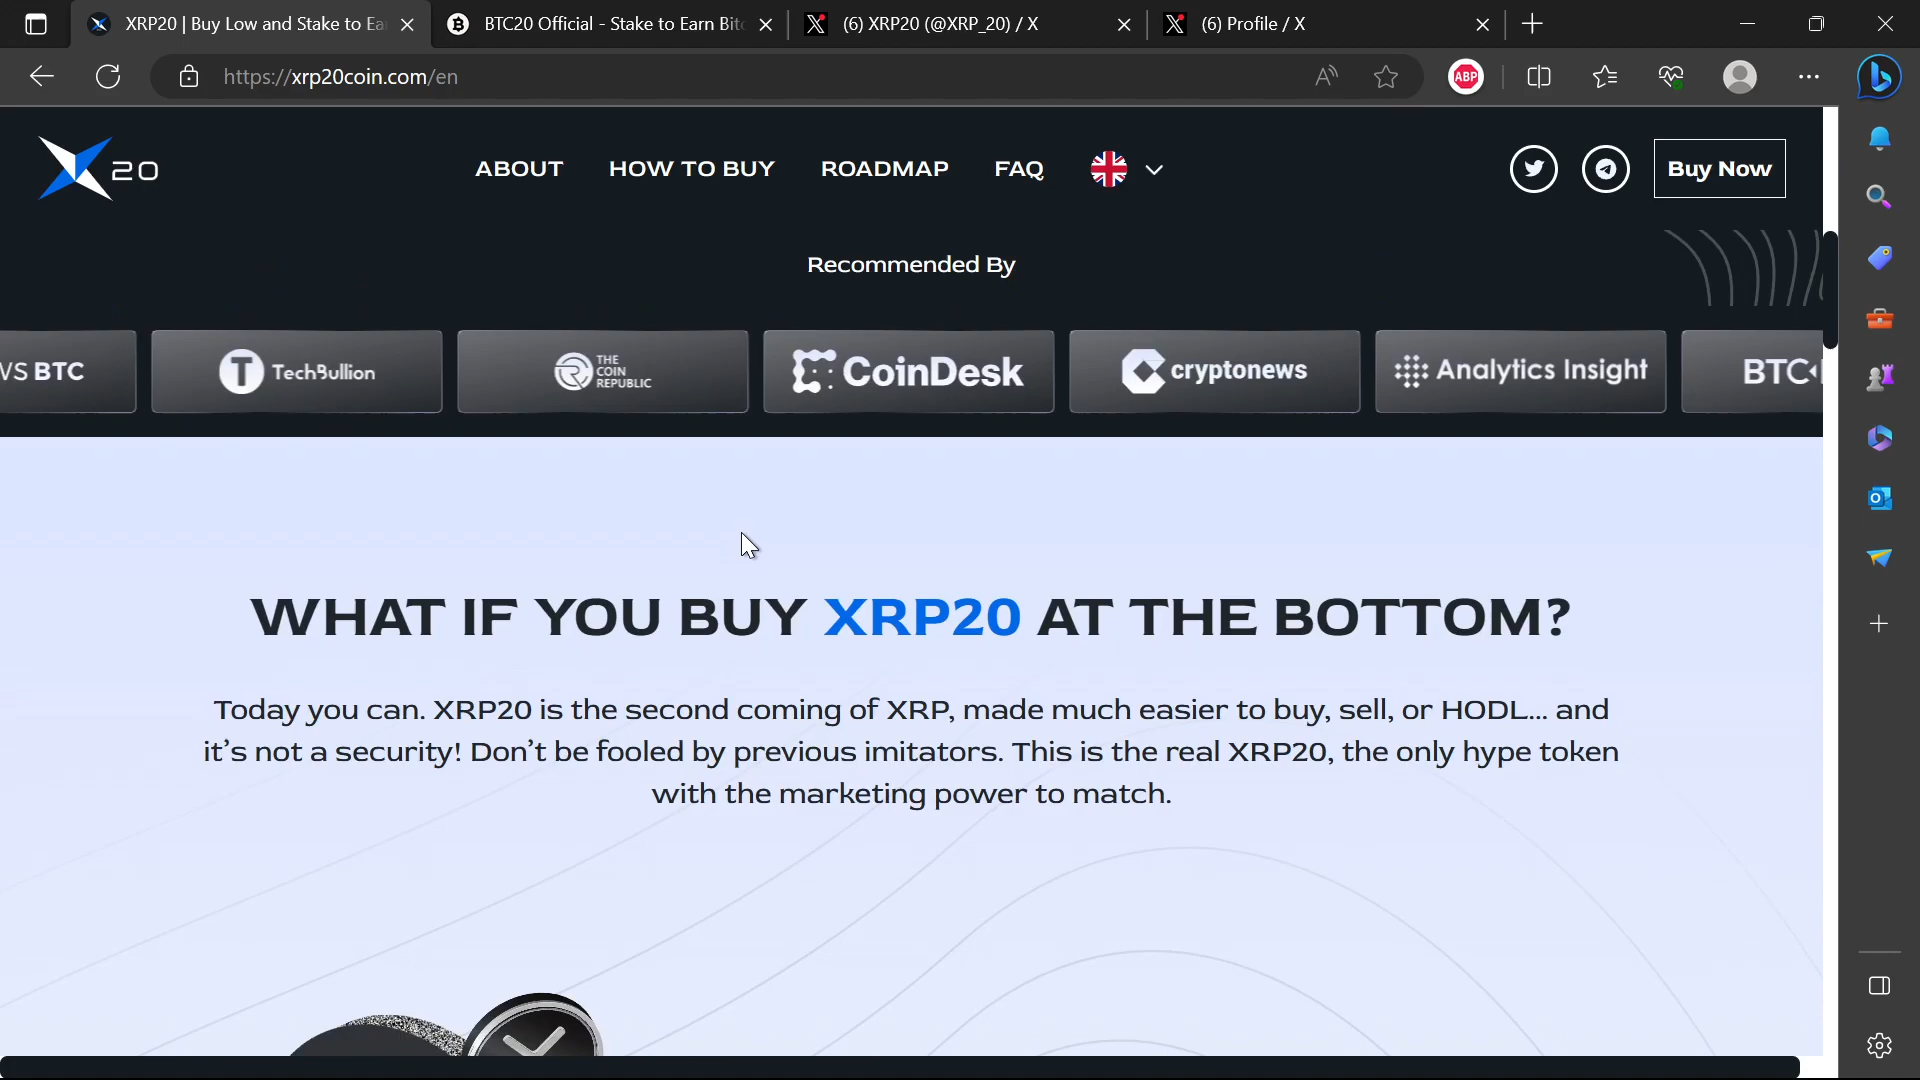 XRP20 | Buy Low and Stake to Ea
BTC20 Official - Stake to Earn Bitc
(6) XRP20 (@XRP_20) / X
(6) Profile / X
https://xrp20coin.com/en
ABP
20
ABOUT
HOW TO BUY
ROADMAP
FAQ
Buy Now
Recommended By
WS BTC
TechBullion
THE
COIN
REPUBLIC
CoinDesk
cryptonews
Analytics Insight
BTC
WHAT IF YOU BUY XRP20 AT THE BOTTOM?
Today you can. XRP20 is the second coming of XRP, made much easier to buy, sell, or HODL... and
it’s not a security! Don’t be fooled by previous imitators. This is the real XRP20, the only hype token
with the marketing power to match.